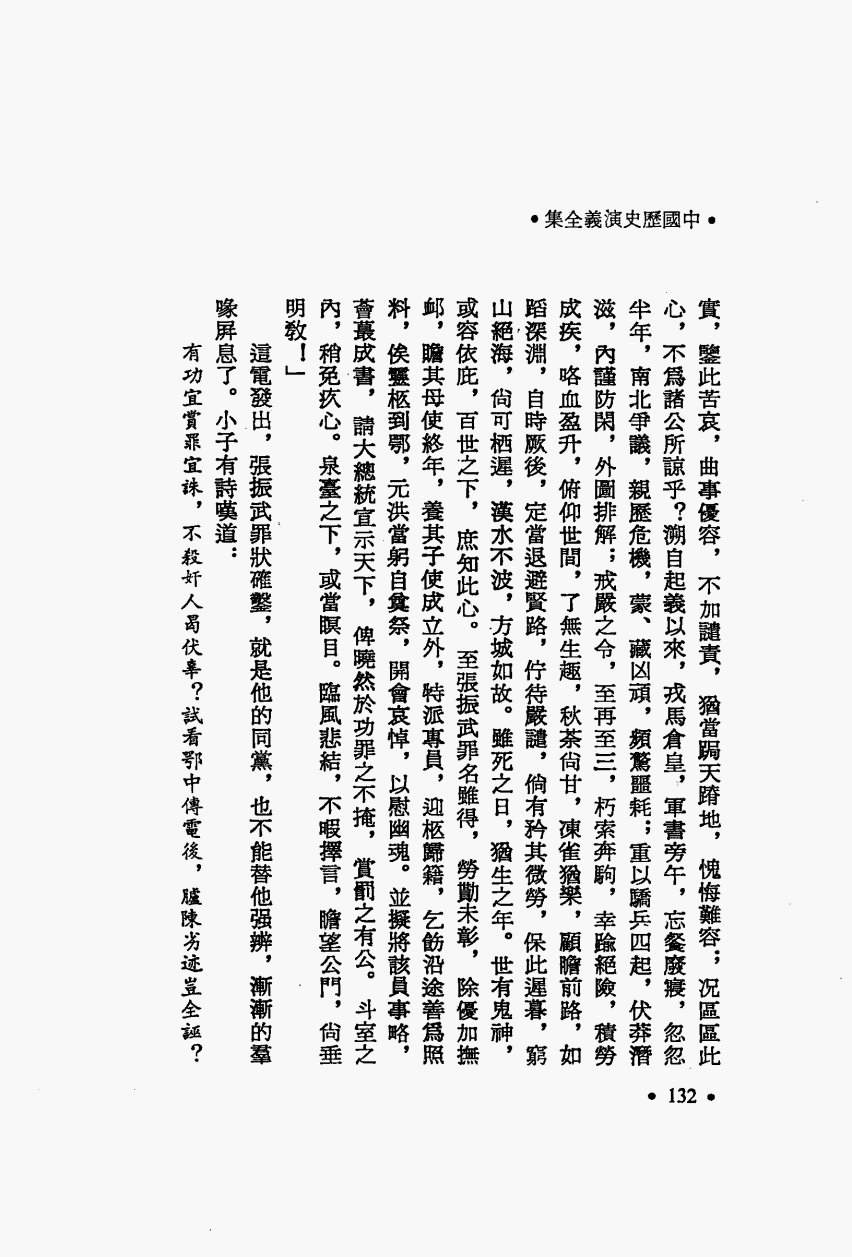 •中國歷史演義全集•
實，鑒此苦哀，曲事優容，不加譴責，猶當跼天蹐地，愧悔難容；况區區此
心，不爲諸公所諒乎？溯自起義以來，戎馬倉皇，軍書旁午，忘餐廢寢，忽忽
半年，南北爭議，親歷危機，蒙、藏凶頑，頻驚噩耗；重以驕兵四起，伏莽潛
滋，內謹防閑，外圖排解；戒嚴之令，至再至三，朽索奔駒，幸踰絕險，積勞
成疾，咯血盈升，俯仰世間，了無生趣，秋荼尙甘，凍雀猶樂，顧瞻前路，如
蹈深淵，自時厥後，定當退避賢路，佇待嚴譴，倘有矜其微勞，保此遲暮，窮
山絕海，尙可栖遲，漢水不波，方城如故。雖死之日，猶生之年。世有鬼神，
或容依庇，百世之下，庶知此心。至張振武罪名雖得，勞勩未彰，除優加撫
卹，贍其母使終年，養其子使成立外，特派專員，迎柩歸籍，乞飭沿途善爲照
料，俟靈柩到鄂，元洪當躬自奠祭，開會哀悼，以慰幽魂。並擬將該員事略，
薈蕞成書，請大總統宣示天下，俾曉然於功罪之不掩，賞罰之有公。斗室之
內，稍免疚心。泉臺之下，或當瞑目。臨風悲結，不暇擇言，瞻望公門，尙垂
明敎！」
這電發出，張振武罪狀確鑿，就是他的同黨，也不能替他强辨，漸漸的羣
喙屏息了。小子有詩嘆道：
有功宜賞罪宜誅，不殺奸人曷伏辜？試看鄂中傳電後，臚陳劣迹豈全誣？
•132•